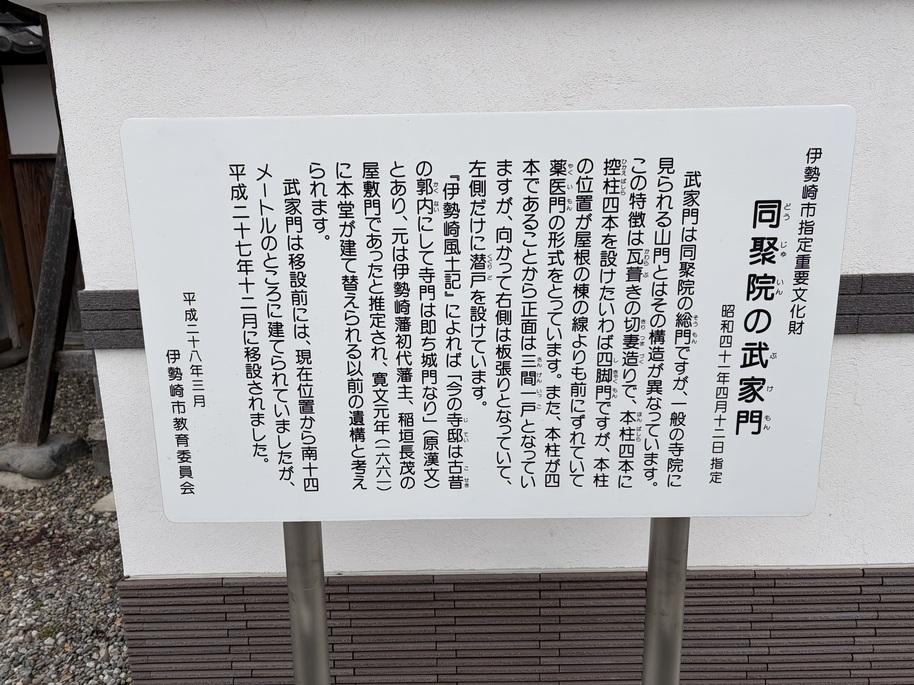 伊勢崎市指定重要文化財
同聚院の武家門
昭和四十一年四月十二日指定
武家門は同聚院の総門ですが、一般の寺院に
見られる山門とはその構造が異なっています。
この特徴は瓦葺きの切妻造りで、本柱四本に
控柱四本を設けたいわば四脚門ですが、本柱
の位置が屋根の棟の線よりも前にずれていて
薬医門の形式をとっています。また、本柱が四
本であることから正面は三間一戸となってい
ますが、向かって右側は板張りとなっていて、
左側だけに潜戸を設けています。
『伊勢崎風土記』によれば「今の寺邸は古昔
の郭内にして寺門は即ち城門なり」(原漢文)
とあり、元は伊勢崎藩初代藩主、稲垣長茂の
屋敷門であったと推定され、寛文元年(一六六一)
に本堂が建て替えられる以前の遺構と考え
られます。
武家門は移設前には、現在位置から南十四
メートルのところに建てられていましたが、
平成二十七年十二月に移設されました。
平成二十八年三月
伊勢崎市教育委員会